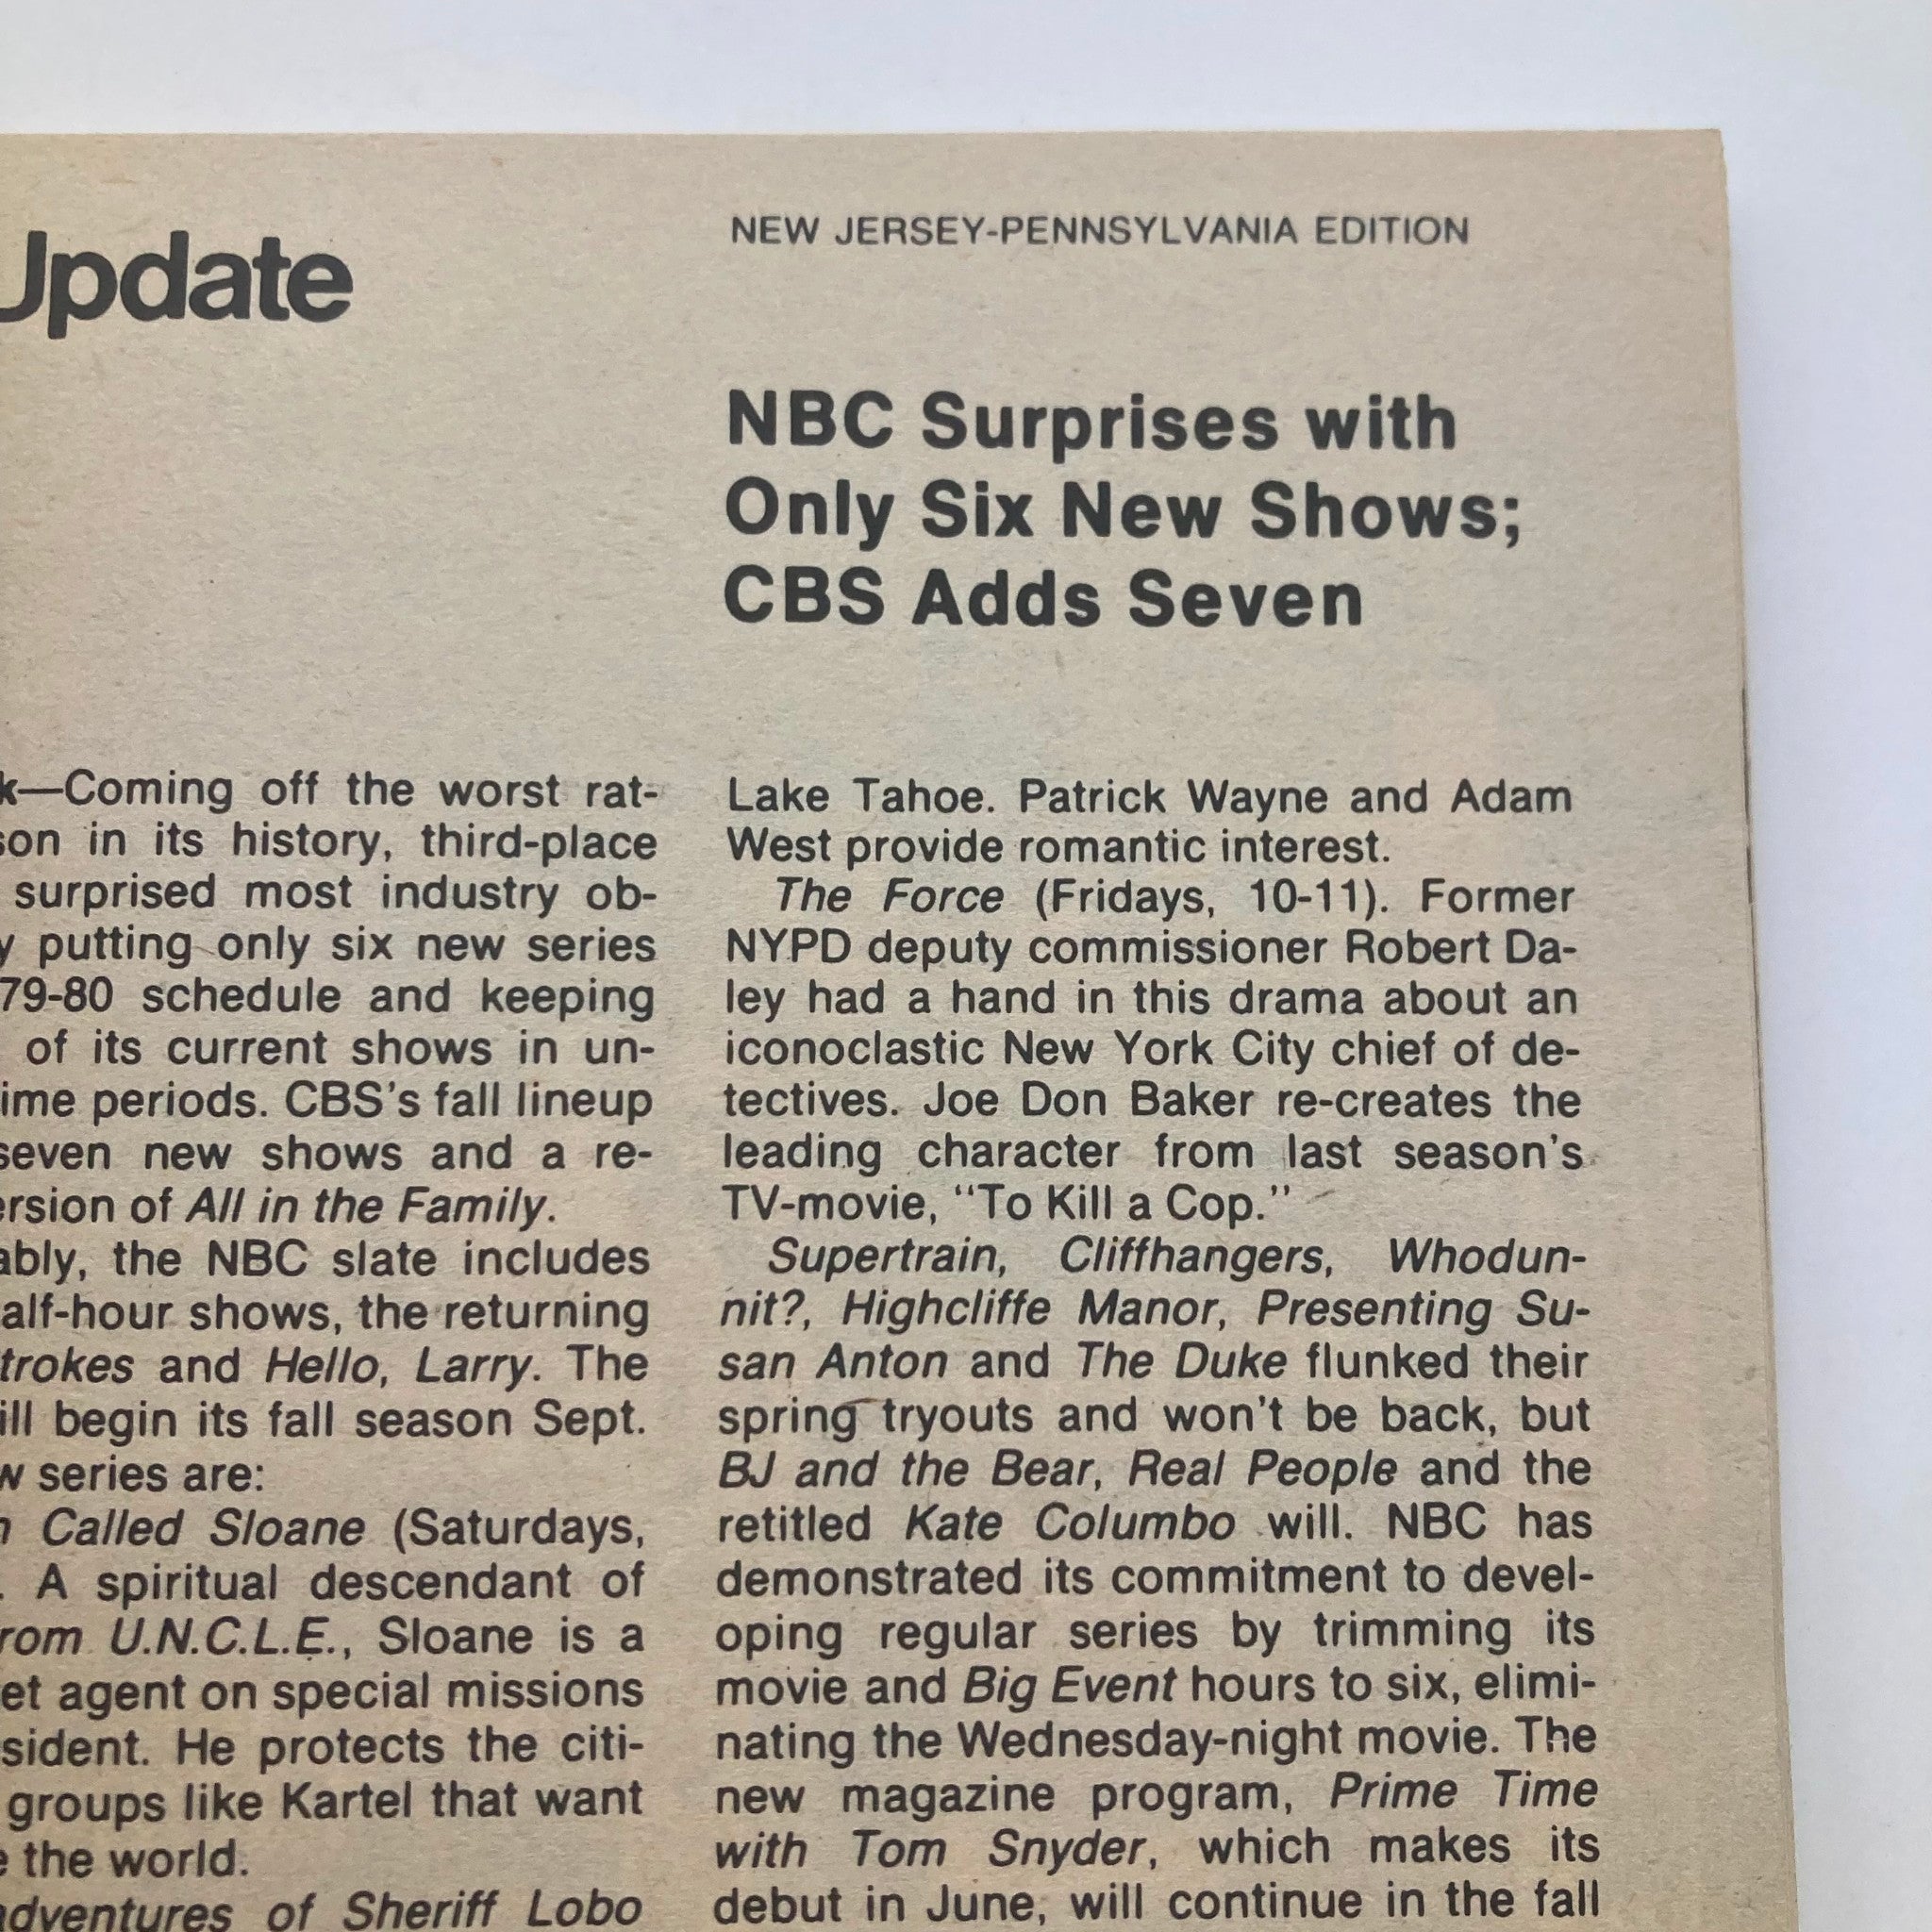 Update
NEW JERSEY-PENNSYLVANIA EDITION
NBC Surprises with
Only Six New Shows;
CBS Adds Seven
—Coming off the worst rat-
in its history, third-place
surprised most industry ob-
putting only six new series
79-80 schedule and keeping
of its current shows in un-
periods. CBS's fall lineup
seven new shows and a re-
of All in the Family.
the NBC slate includes
shows, the returning
and Hello, Larry. The
begin its fall season Sept.
series are:
Called Sloane (Saturdays,
A spiritual descendant of
U.N.C.L.E., Sloane is a
agent on special missions
He protects the citi-
groups like Kartel that want
the world.
of Sheriff Lobo
Lake Tahoe. Patrick Wayne and Adam
West provide romantic interest.
The Force (Fridays, 10-11). Former
NYPD deputy commissioner Robert Da-
ley had a hand in this drama about an
iconoclastic New York City chief of de-
tectives. Joe Don Baker re-creates the
leading character from last season's
TV-movie, "To Kill a Cop."
Supertrain, Cliffhangers, Whodun-
nit?, Highcliffe Manor, Presenting Su-
san Anton and The Duke flunked their
spring tryouts and won't be back, but
BJ and the Bear, Real People and the
retitled Kate Columbo will. NBC has
demonstrated its commitment to devel-
oping regular series by trimming its
movie and Big Event hours to six, elimi-
nating the Wednesday-night movie. The
new magazine program, Prime Time
with Tom Snyder, which makes its
debut in June, will continue in the fall